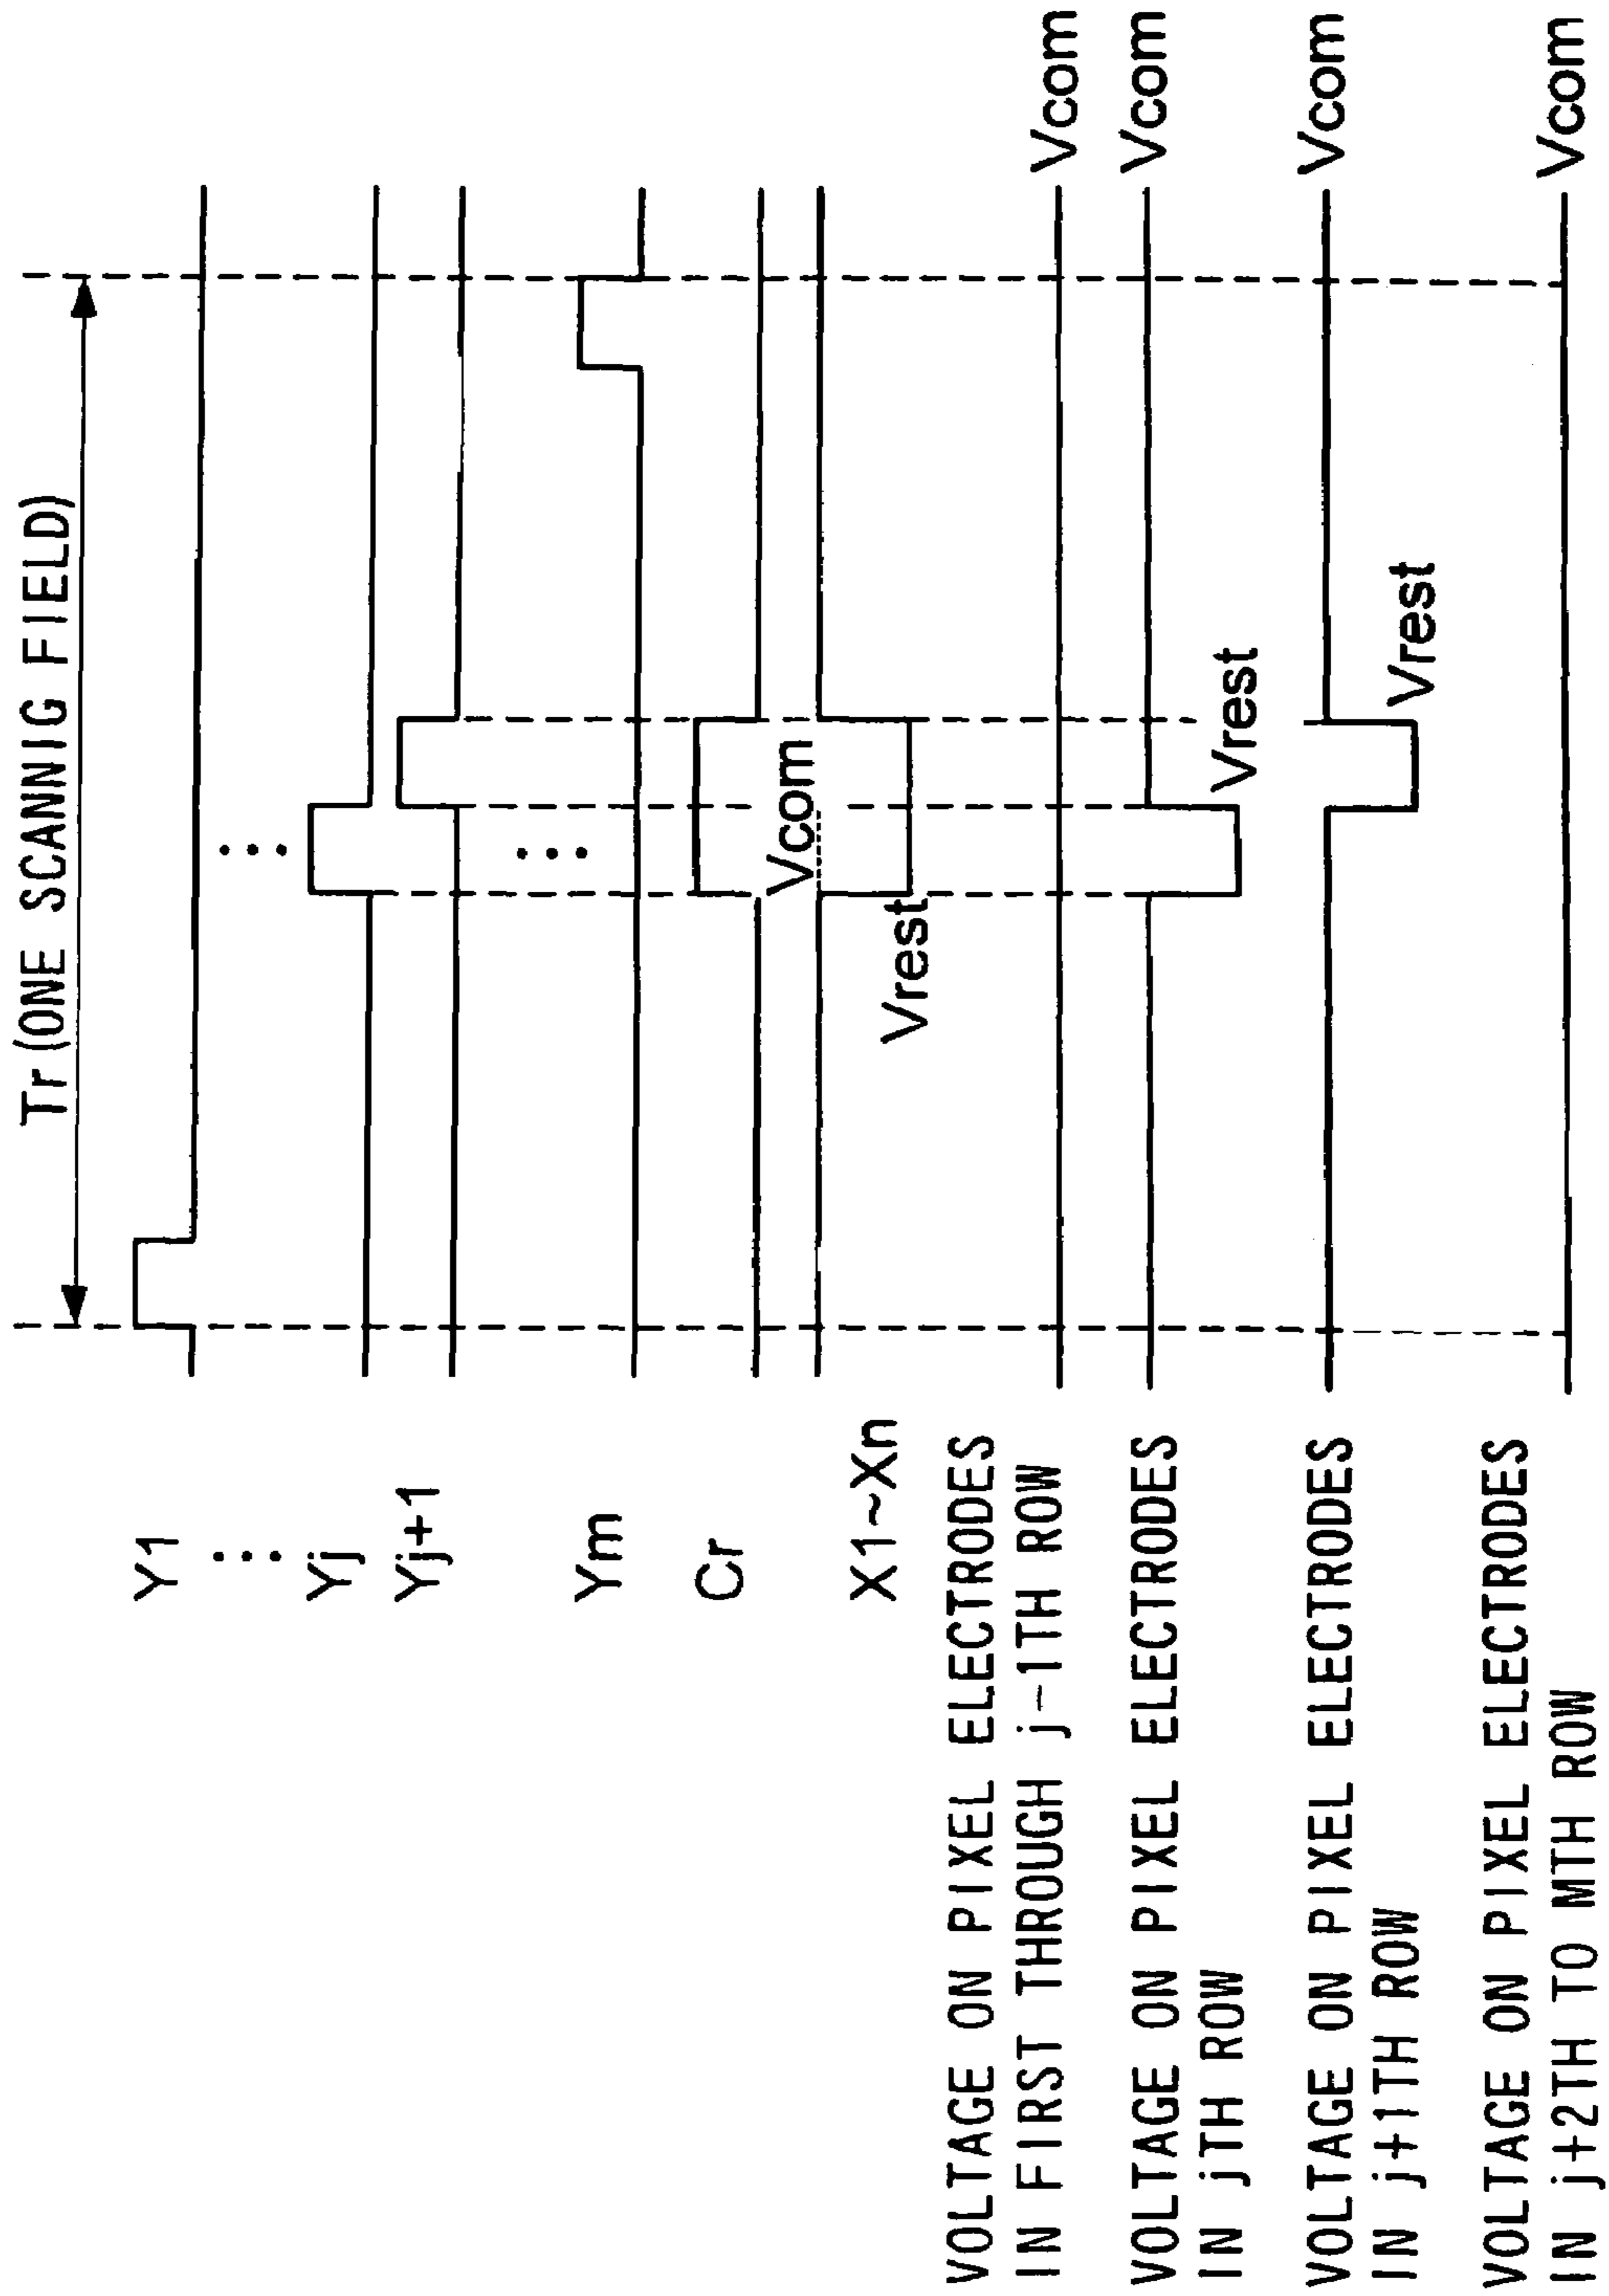 Tr(ONE SCANNIG FIELD)
Y1
Yj
Yj+1
Ym
Cr
Vcom
X1~Xn
Vrest
VOLTAGE ON PIXEL ELECTRODES
IN FIRST THROUGH j-1TH ROW
Vcom
VOLTAGE ON PIXEL ELECTRODES
IN jTH ROW
Vcom
Vrest
VOLTAGE ON PIXEL ELECTRODES
IN j+1TH ROW
Vcom
Vrest
VOLTAGE ON PIXEL ELECTRODES
IN j+2TH TO MTH ROW
Vcom